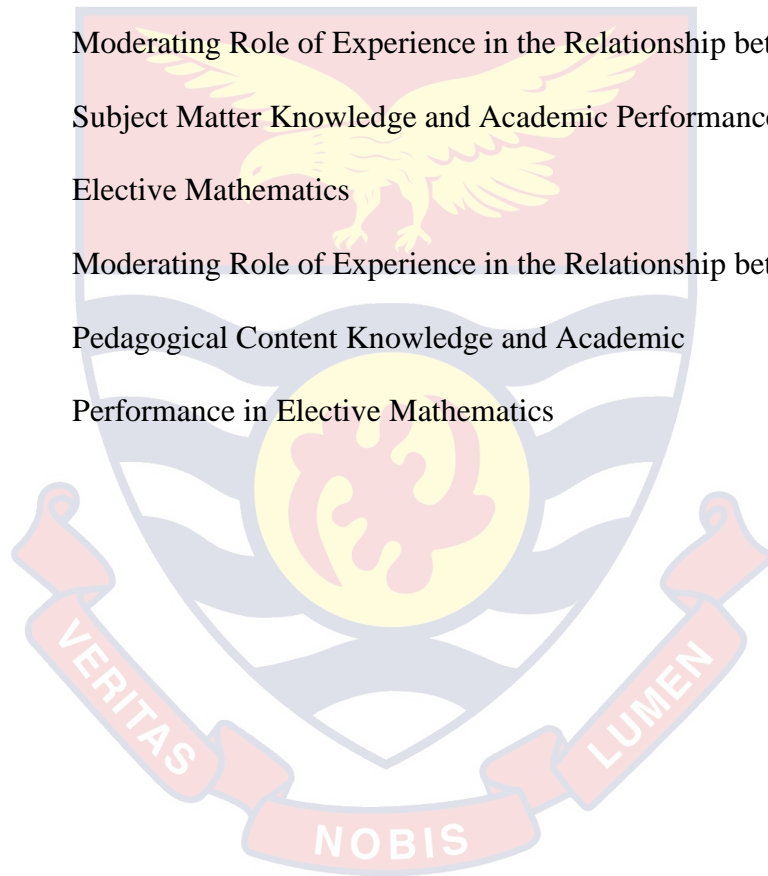 Moderating Role of Experience in the Relationship bet
Subject Matter Knowledge and Academic Performance
Elective Mathematics
Moderating Role of Experience in the Relationship bet
Pedagogical Content Knowledge and Academic
Performance in Elective Mathematics
VERITAS
NOBIS
LUMEN